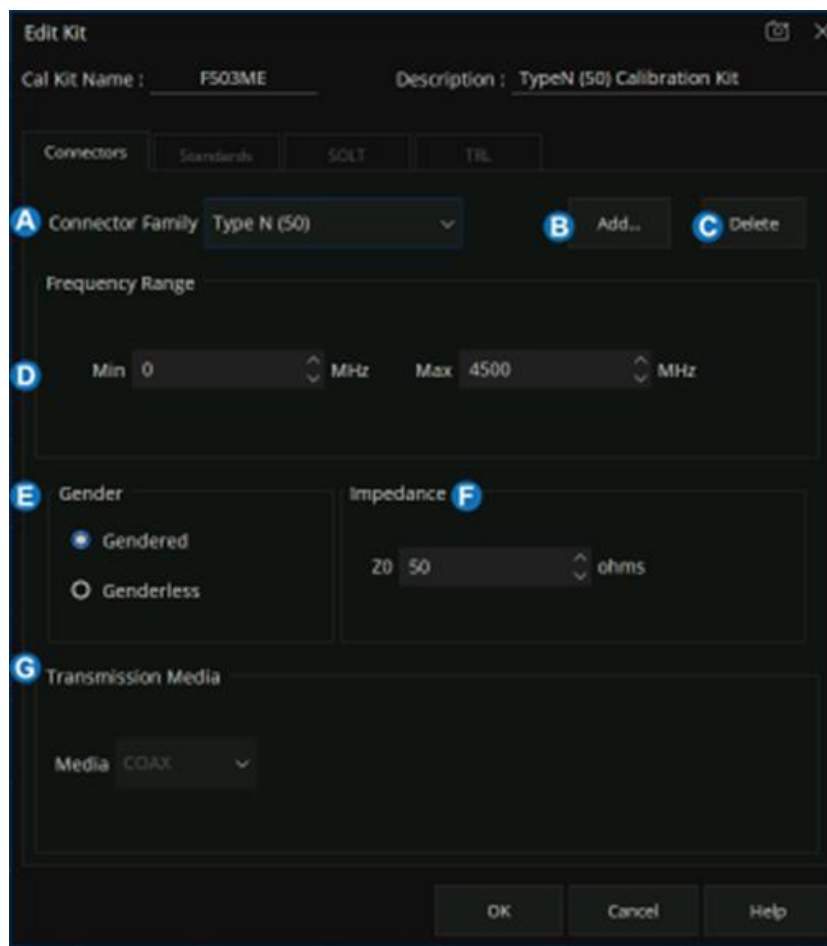 Edit Kit
Cal Kit Name : F503ME Description : TypeN (50) Calibration Kit
Connectors Standards SOLT TRL
A Connector Family Type N (50) B Add... C Delete
Frequency Range
D Min 0 MHz Max 4500 MHz
E Gender Impedance F
Gendered
Z0 50 ohms
Genderless
G Transmission Media
Media COAX
OK Cancel Help